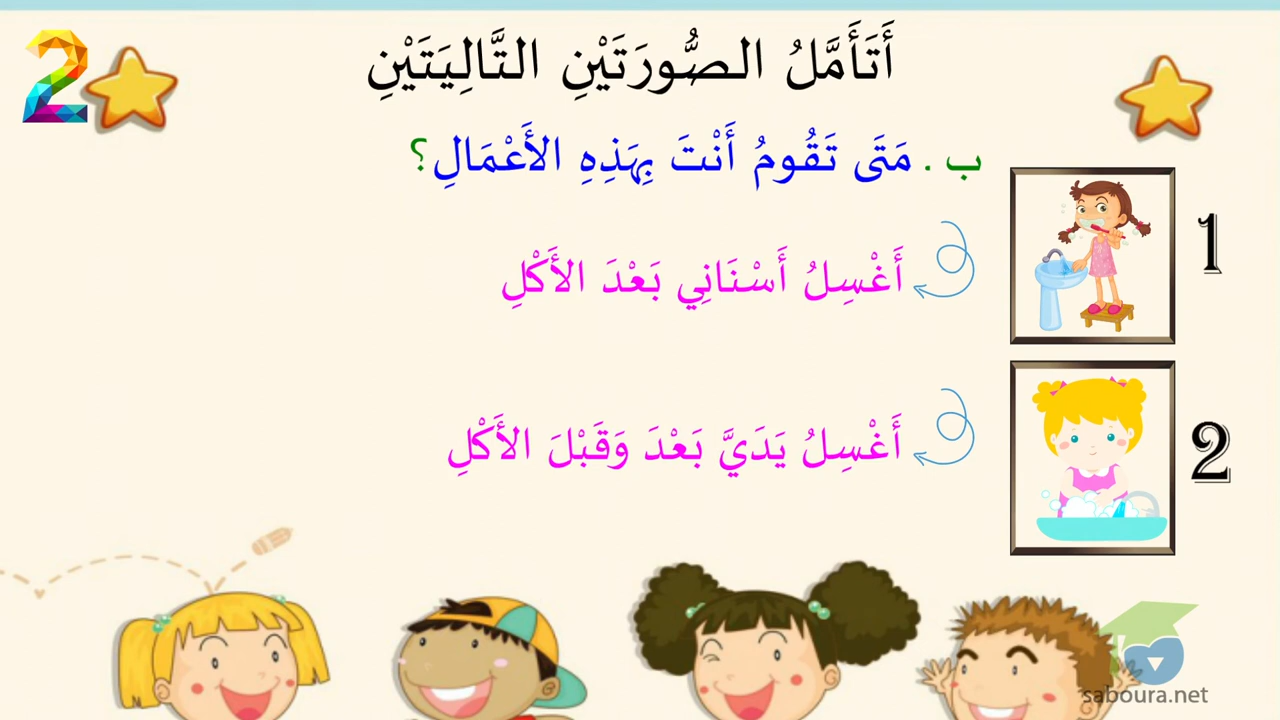 2
أَتَأَمَّلُ الصُّورَتَيْنِ التَّالِيَتَيْنِ
ب . مَتَى تَقُومُ أَنْتَ بِهَذِهِ الأَعْمَالِ؟
1
أَغْسِلُ أَسْنَانِي بَعْدَ الأَكْلِ
2
أَغْسِلُ يَدَيَّ بَعْدَ وَقَبْلَ الأَكْلِ
saboura.net